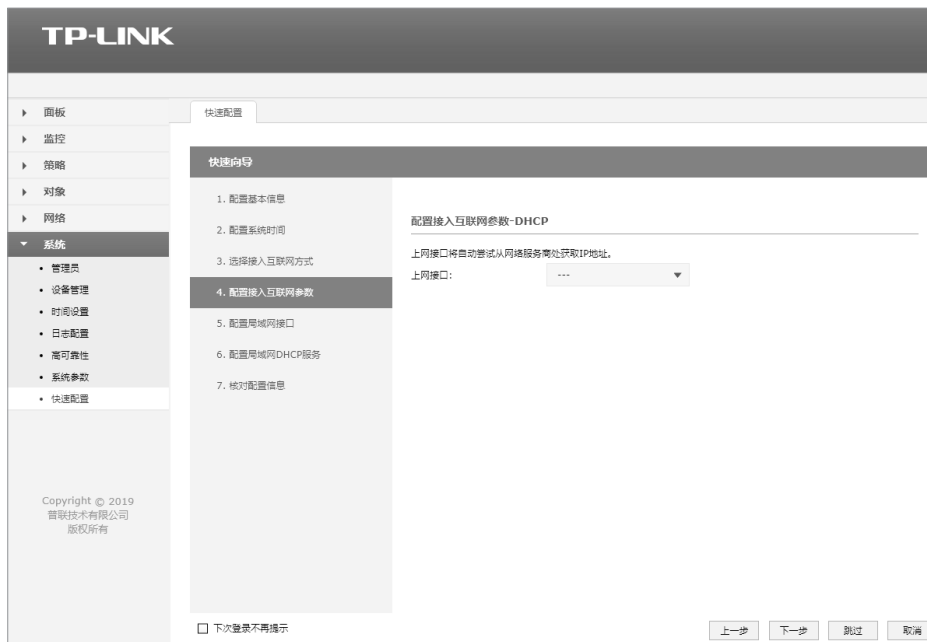 TP-LINK
面板
监控
策略
对象
网络
系统
管理员
设备管理
时间设置
日志配置
高可靠性
系统参数
快速配置
Copyright © 2019
普联技术有限公司
版权所有
快速配置
快速向导
1. 配置基本信息
2. 配置系统时间
3. 选择接入互联网方式
4. 配置接入互联网参数
5. 配置局域网接口
6. 配置局域网DHCP服务
7. 核对配置信息
配置接入互联网参数-DHCP
上网接口将自动尝试从网络服务商处获取IP地址。
上网接口： ---
下次登录不再提示
上一步 下一步 跳过 取消